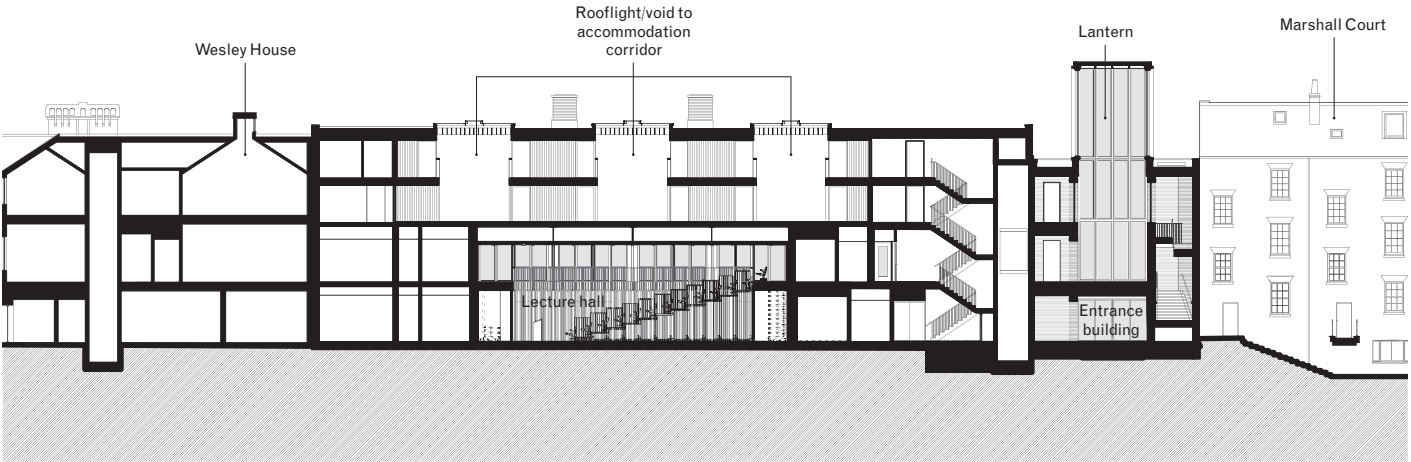 Rooflight/void to
accommodation
corridor
Wesley House
Lantern
Marshall Court
Lecture hall
Entrance
building